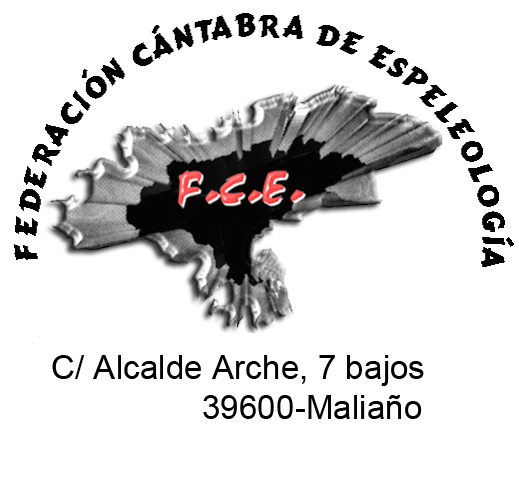 FEDERACIÓN CÁNTABRA DE ESPELEOLOGÍA
F.C.E.
C/ Alcalde Arche, 7 bajos
39600-Maliaño